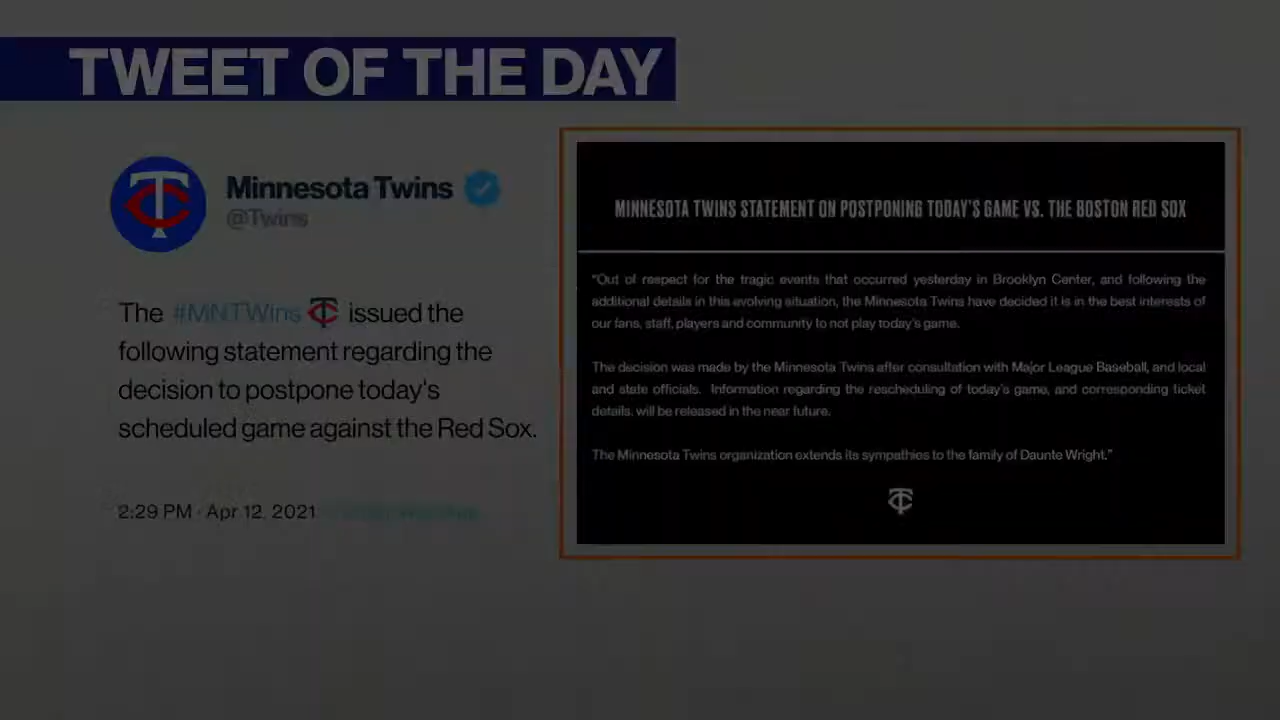 TWEET OF THE DAY
Minnesota Twins
@Twins
The #MNTWins issued the
following statement regarding the
decision to postpone today's
scheduled game against the Red Sox.
2:29 PM · Apr 12, 2021
MINNESOTA TWINS STATEMENT ON POSTPONING TODAY'S GAME VS. THE BOSTON RED SOX
"Out of respect for the tragic events that occurred yesterday in Brooklyn Center, and following the
additional details in this evolving situation, the Minnesota Twins have decided it is in the best interests of
our fans, staff, players and community to not play today's game.
The decision was made by the Minnesota Twins after consultation with Major League Baseball, and local
and state officials. Information regarding the rescheduling of today's game, and corresponding ticket
details, will be released in the near future.
The Minnesota Twins organization extends its sympathies to the family of Daunte Wright."